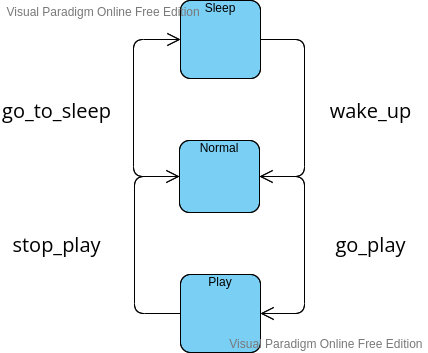 Sleep
Visual Paradigm Online Free Edition
go_to_sleep
wake_up
Normal
stop_play
go_play
Play
Visual Paradigm Online Free Edition